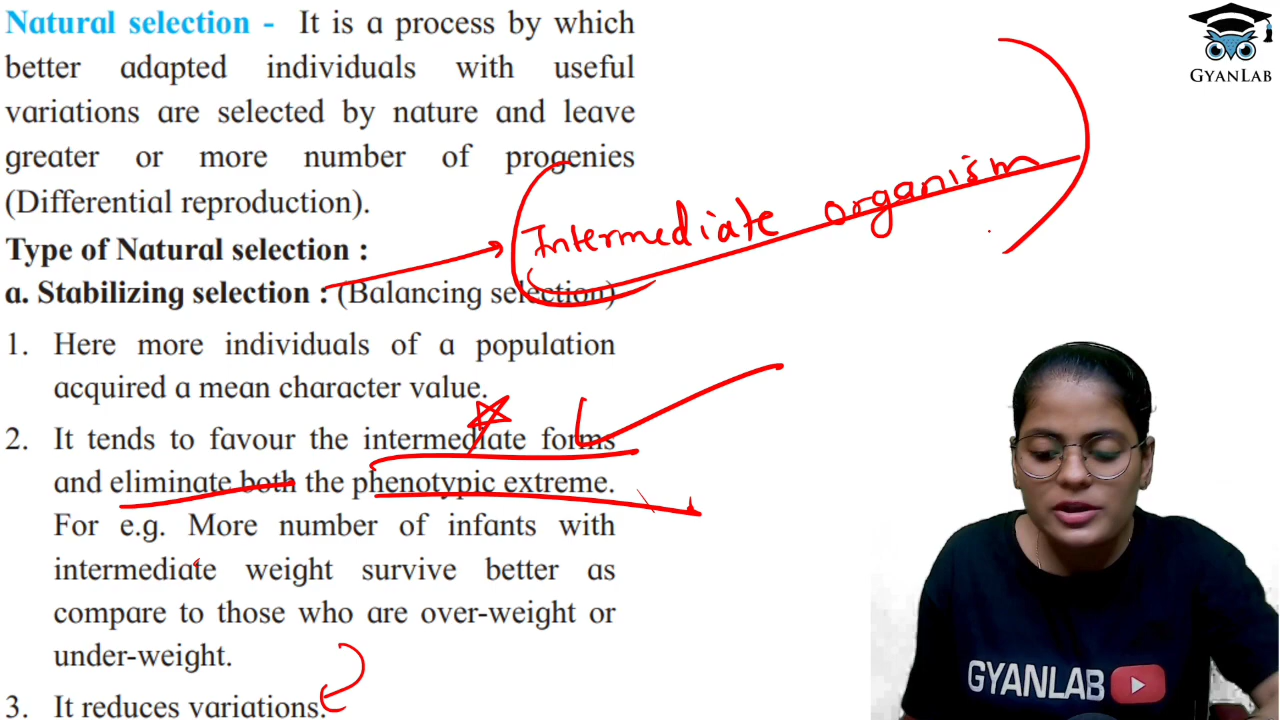 Natural selection - It is a process by which
better adapted individuals with useful
variations are selected by nature and leave
greater or more number of progenies
(Differential reproduction).
Type of Natural selection :
Intermediate organism
a. Stabilizing selection : (Balancing selection)
1. Here more individuals of a population
acquired a mean character value.
2. It tends to favour the intermediate forms
and eliminate both the phenotypic extreme.
For e.g. More number of infants with
intermediate weight survive better as
compare to those who are over-weight or
under-weight.
3. It reduces variations.
GYANLAB
GYANLAB